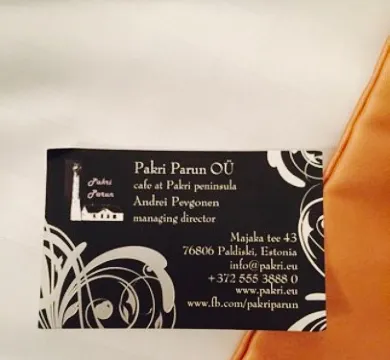 Pakri
Parun
Pakri Parun OÜ
cafe at Pakri peninsula
Andrei Pevgonen
managing director
Majaka tee 43
76806 Paldiski, Estonia
info@pakri.eu
+372 555 3888 0
www.pakri.eu
www.fb.com/pakriparun